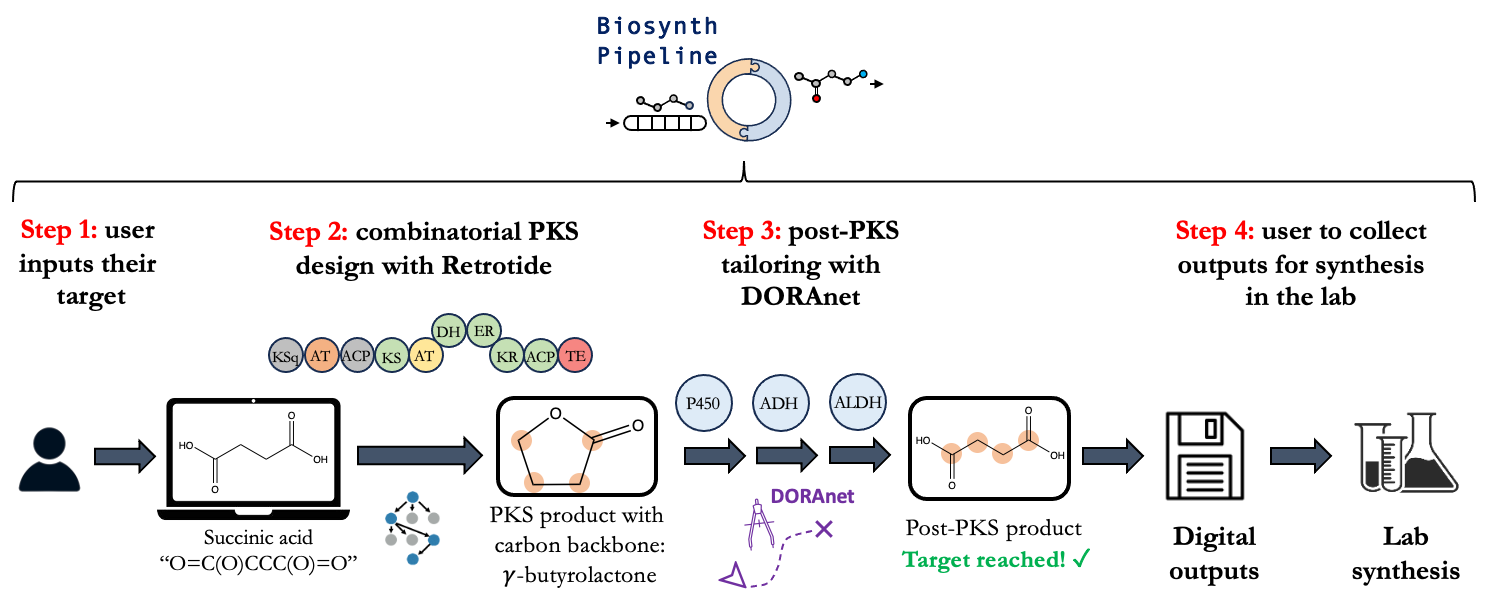 Biosynth
Pipeline
Step 1: user
inputs their
target
Step 2: combinatorial PKS
design with Retrotide
Step 3: post-PKS
tailoring with
DORAnet
Step 4: user to collect
outputs for synthesis
in the lab
KSq AT ACP KS AT DH ER KR ACP TE
HO O O OH
Succinic acid
“O=C(O)CCC(O)=O”
O O
PKS product with
carbon backbone:
γ-butyrolactone
P450 ADH ALDH
DORAnet
HO O O OH
Post-PKS product
Target reached! ✓
Digital
outputs
Lab
synthesis